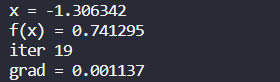 x = -1.306342
f(x) = 0.741295
iter 19
grad = 0.001137